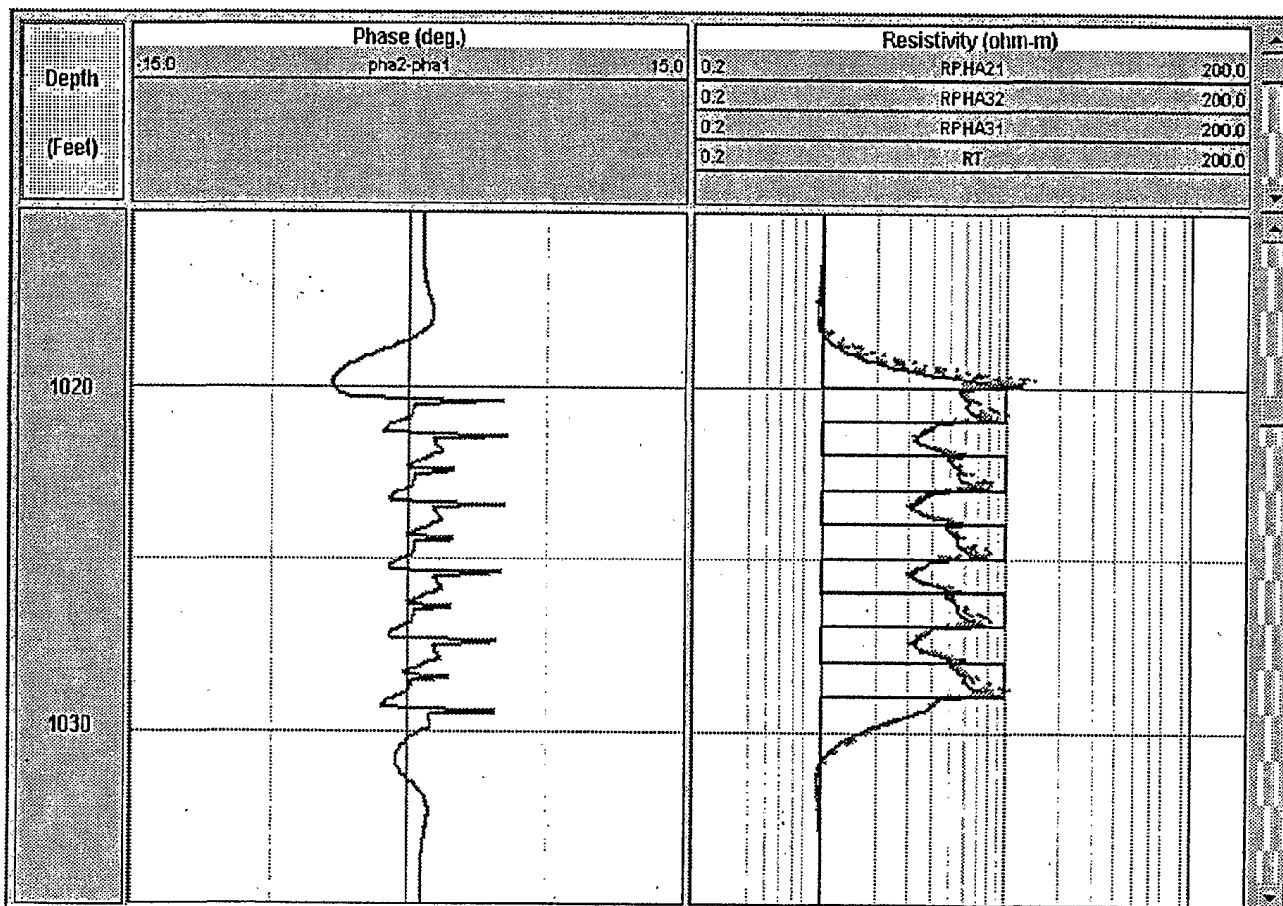 Depth
(Feet)
Phase (deg.)
-15.0 pha2-pha1 15.0
Resistivity (ohm-m)
0.2 RPHA21 200.0
0.2 RPHA32 200.0
0.2 RPHA31 200.0
0.2 RT 200.0
1020
1030